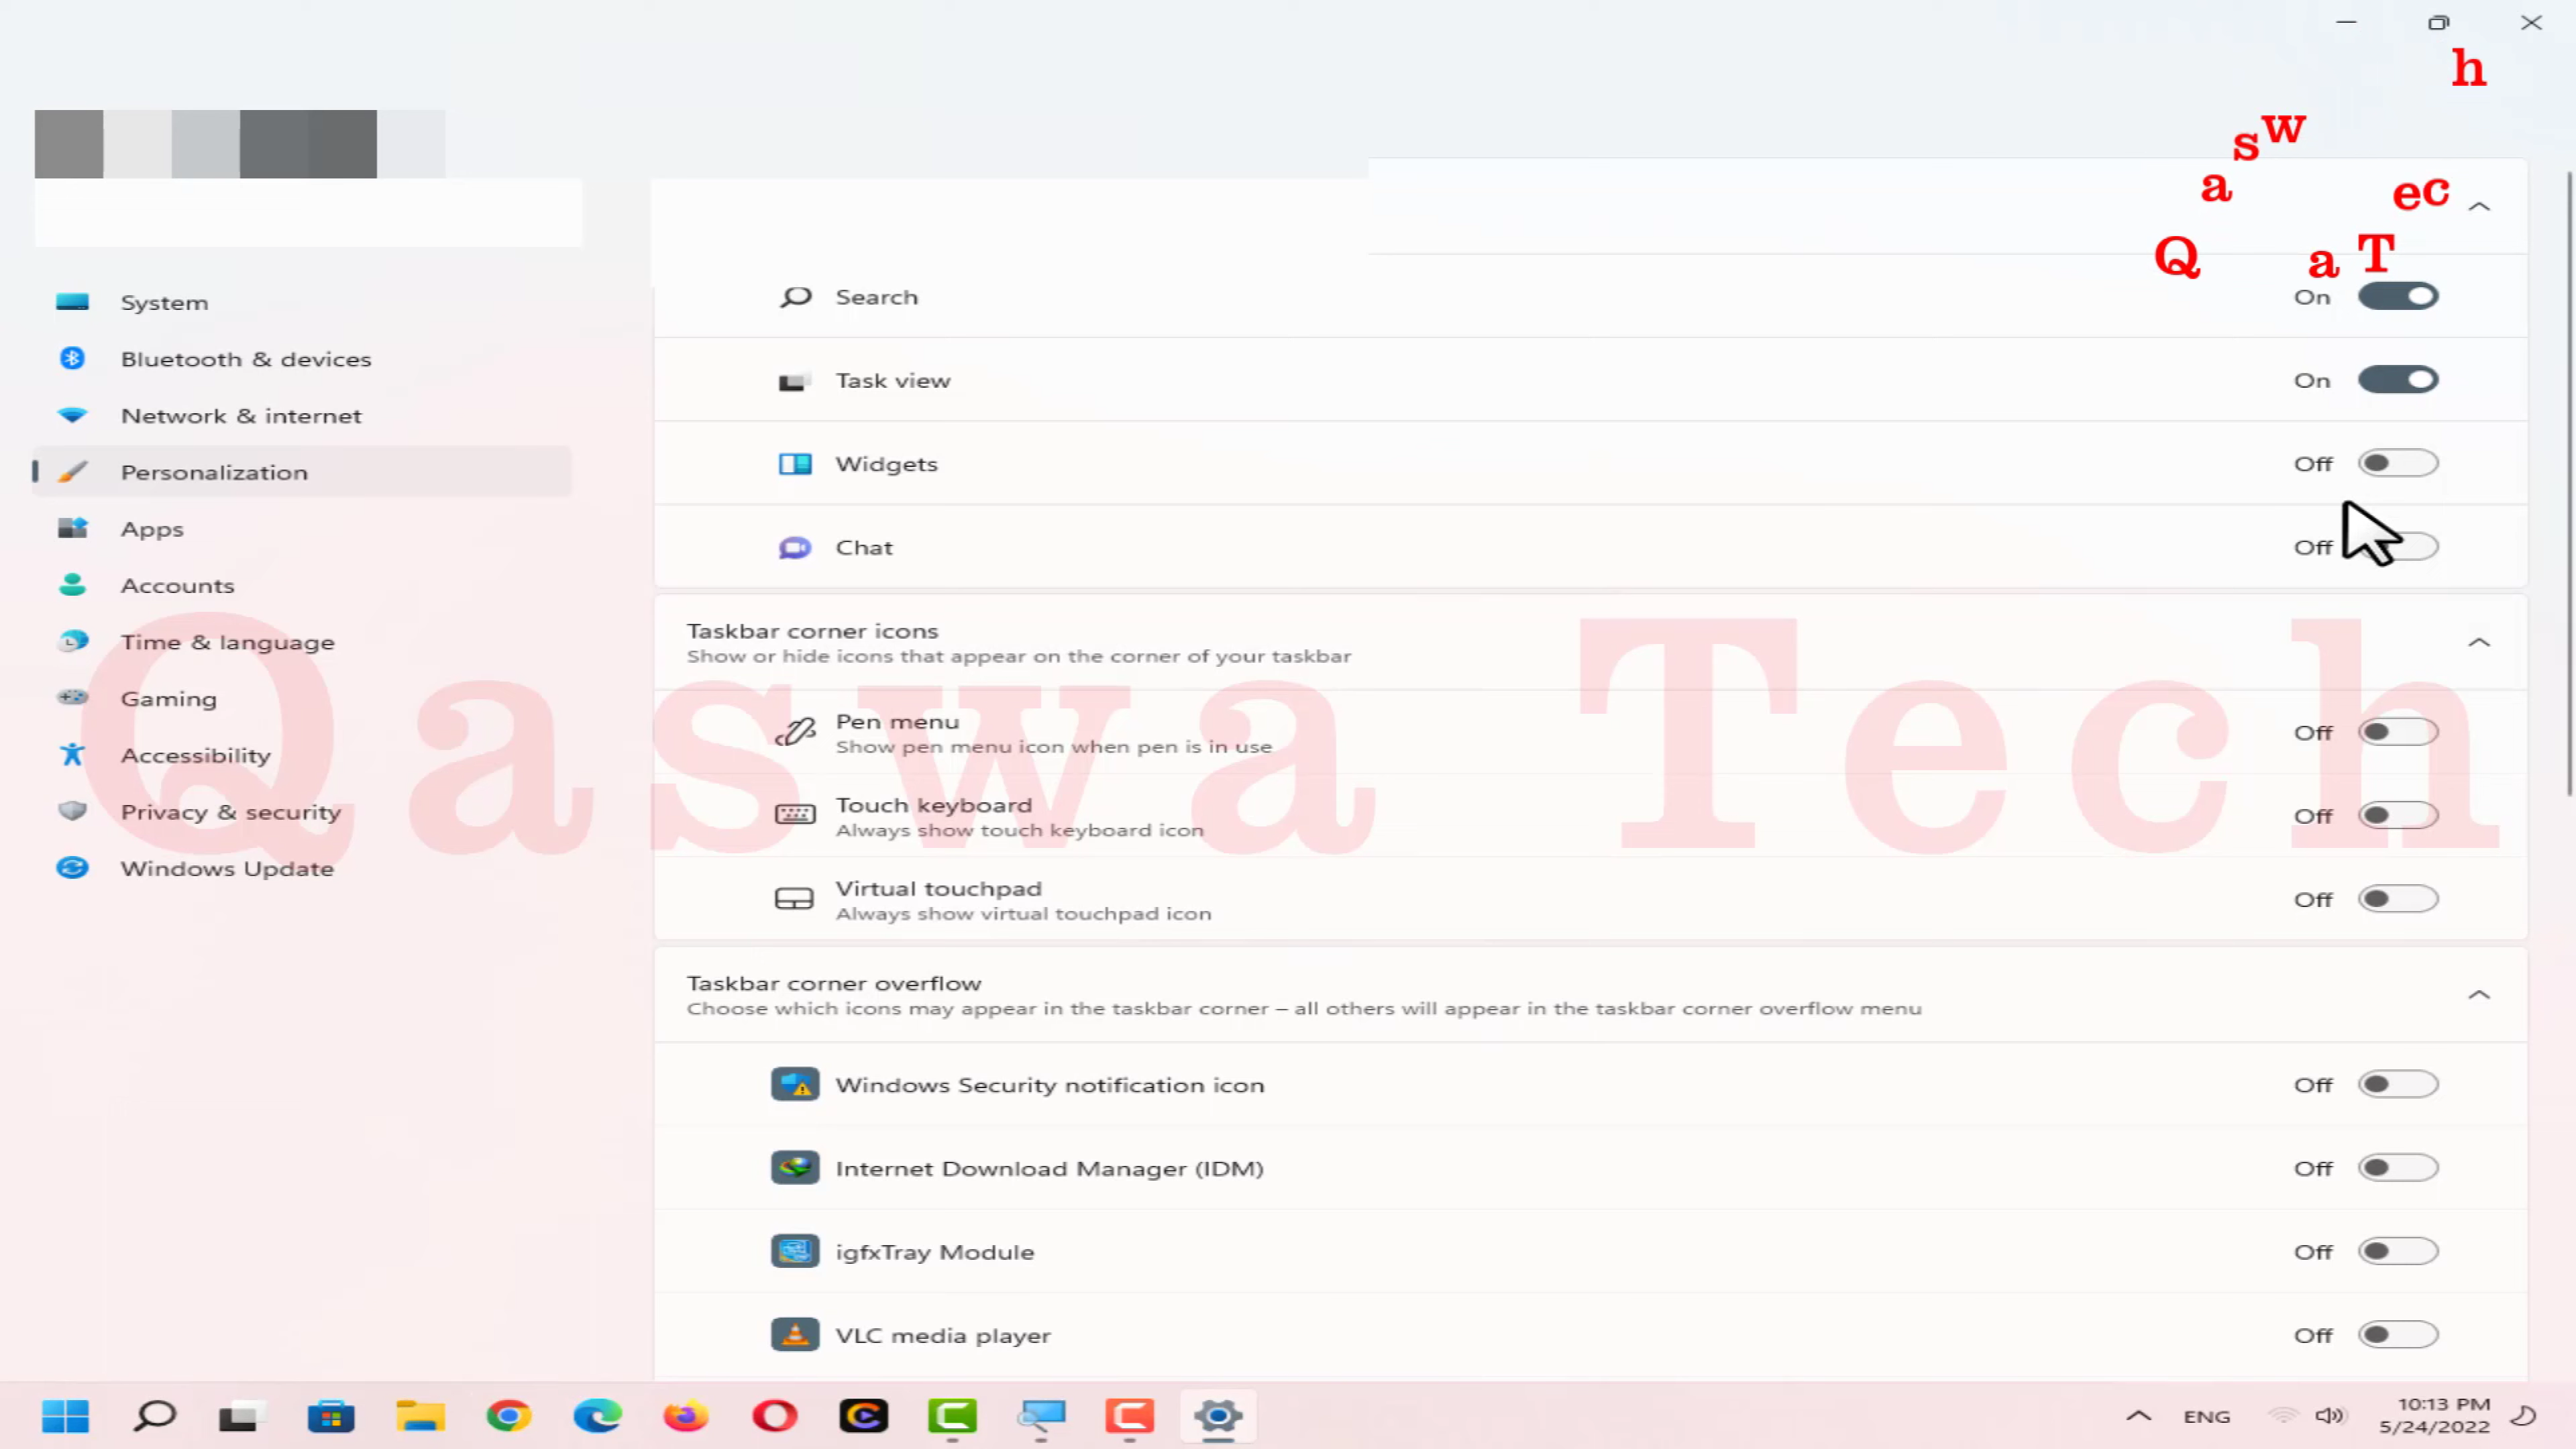 Qaswa Tech
Search
On
Task view
On
Widgets
Off
Chat
Off
System
Bluetooth & devices
Network & internet
Personalization
Apps
Accounts
Time & language
Gaming
Accessibility
Privacy & security
Windows Update
Taskbar corner icons
Show or hide icons that appear on the corner of your taskbar
Pen menu
Show pen menu icon when pen is in use
Off
Touch keyboard
Always show touch keyboard icon
Off
Virtual touchpad
Always show virtual touchpad icon
Off
Qaswa Tech
Taskbar corner overflow
Choose which icons may appear in the taskbar corner – all others will appear in the taskbar corner overflow menu
Windows Security notification icon
Off
Internet Download Manager (IDM)
Off
igfxTray Module
Off
VLC media player
Off
ENG
10:13 PM
5/24/2022